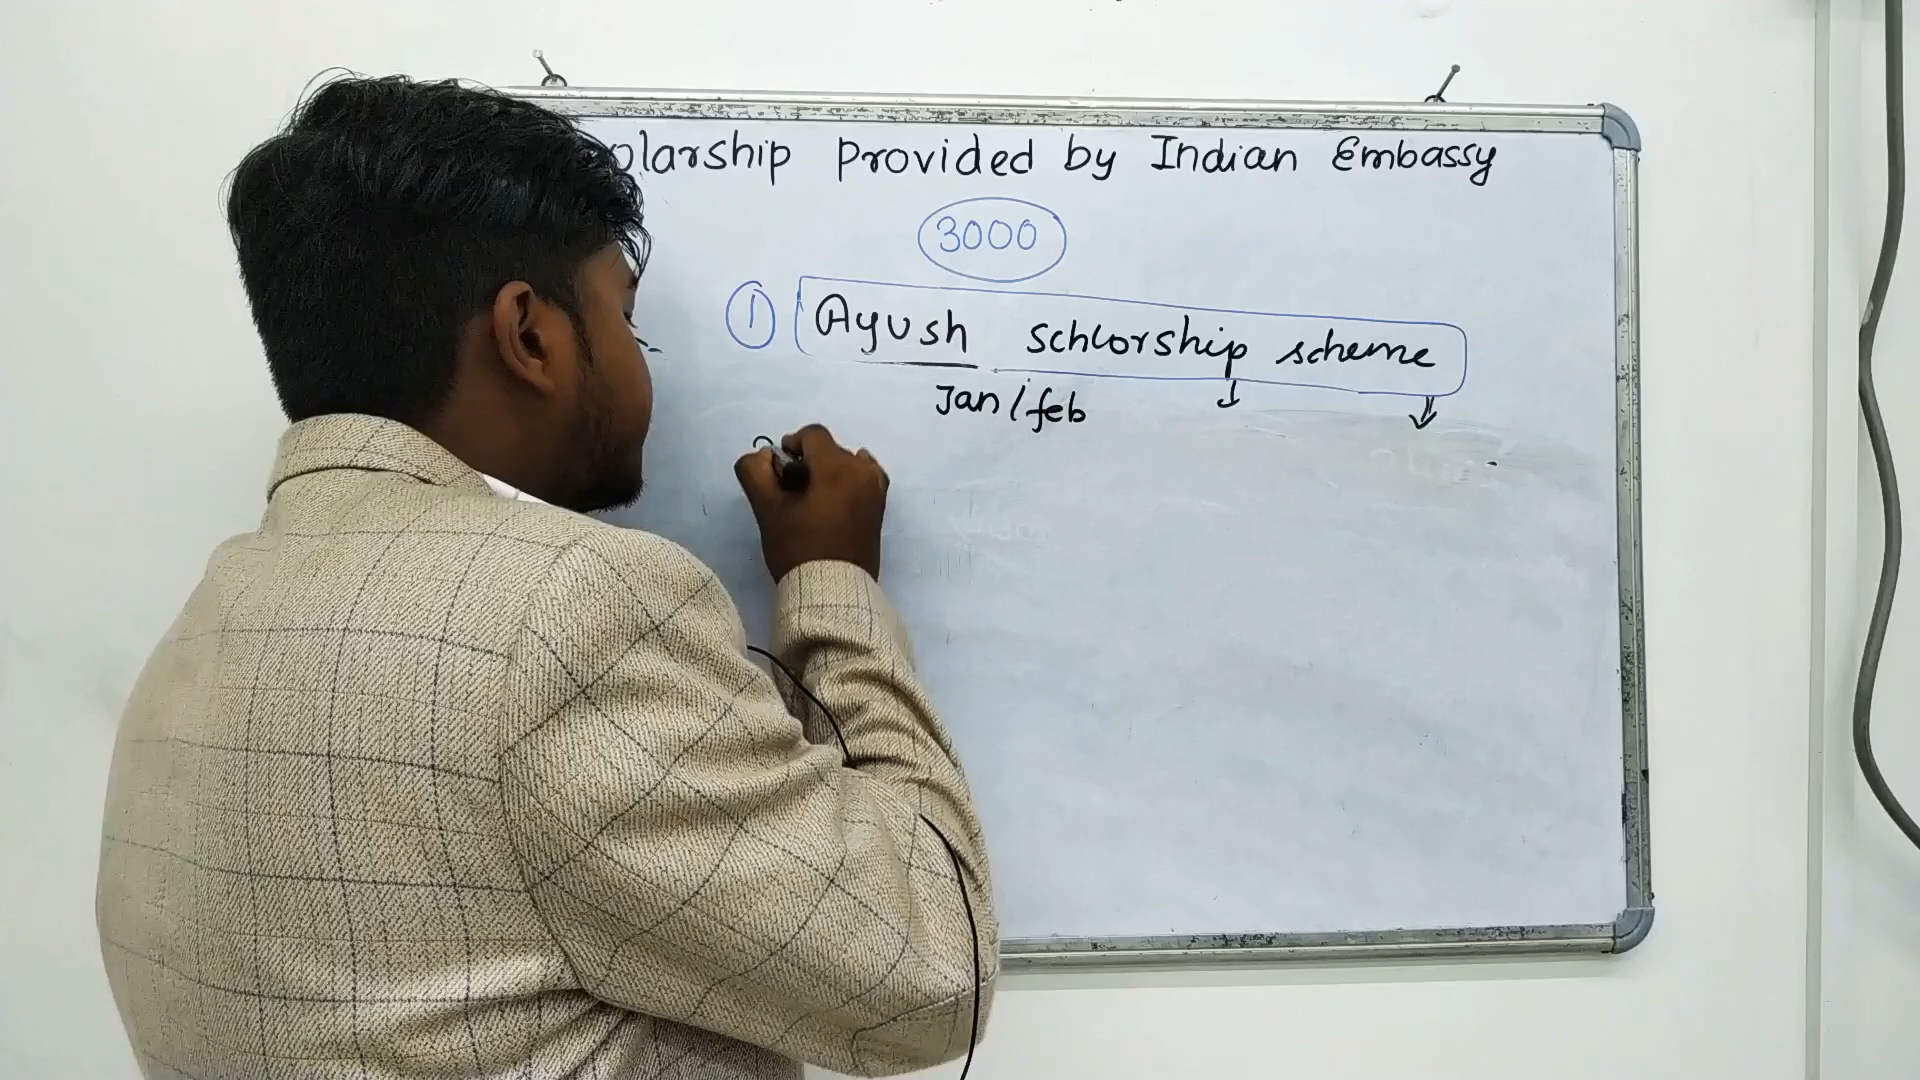 olarship provided by Indian Embassy
3000
1 Ayush schlorship scheme
Jan/feb